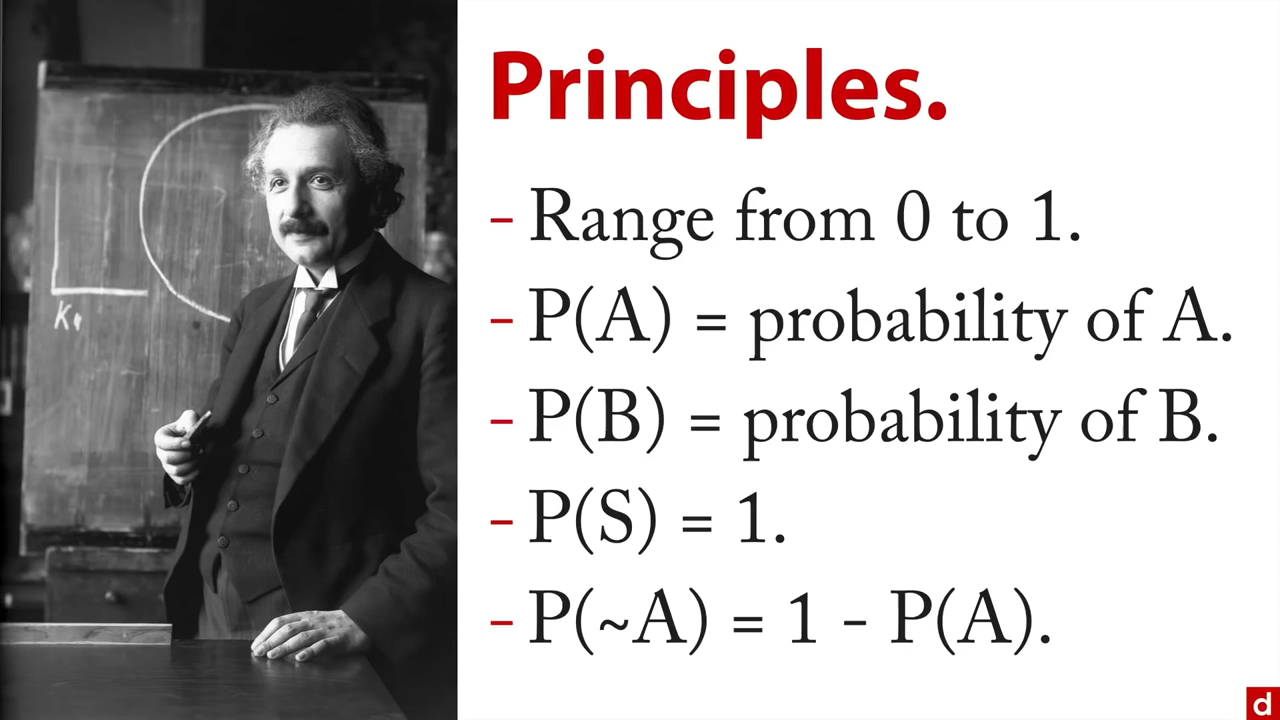 Principles.
- Range from 0 to 1.
- P(A) = probability of A.
- P(B) = probability of B.
- P(S) = 1.
- P(~A) = 1 - P(A).
d